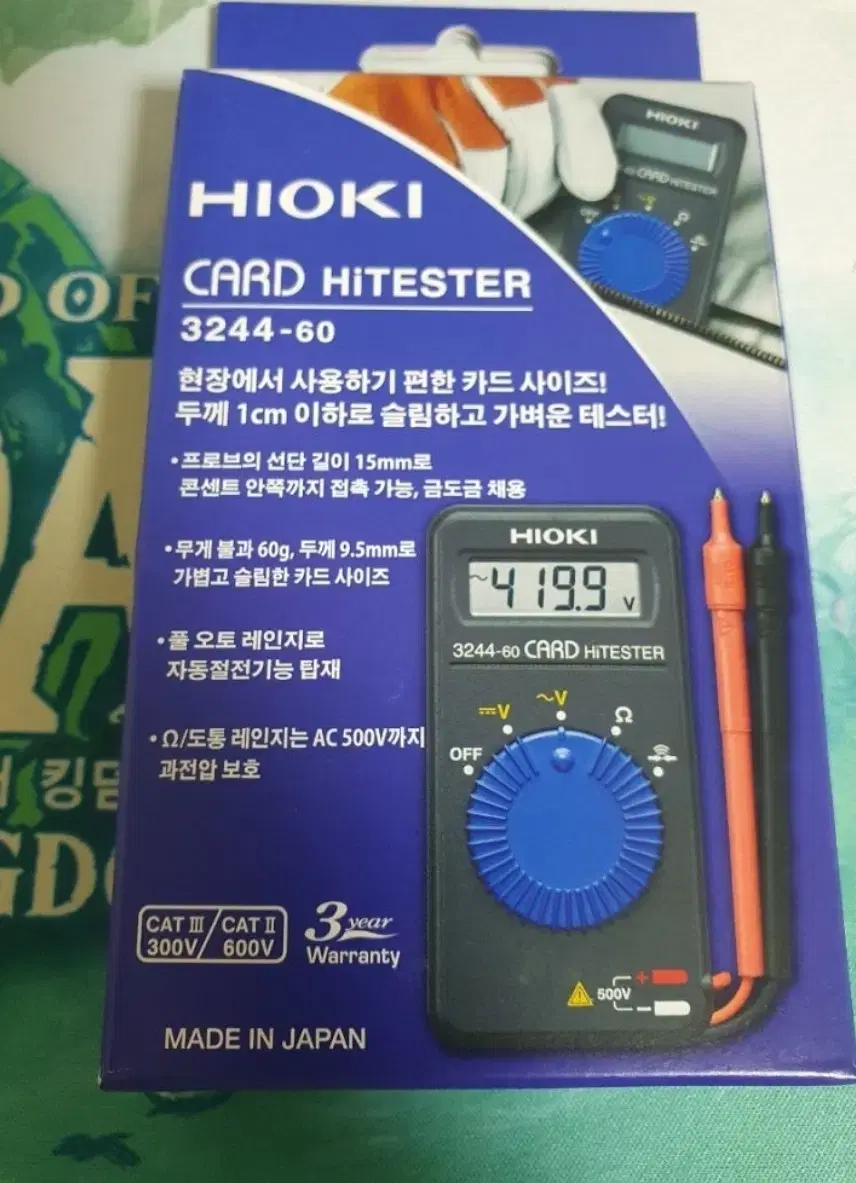 HIOKI
CARD HiTESTER
3244-60
현장에서 사용하기 편한 카드 사이즈!
두께 1cm 이하로 슬림하고 가벼운 테스터!
•프로브의 선단 길이 15mm로
콘센트 안쪽까지 접촉 가능, 금도금 채용
•무게 불과 60g, 두께 9.5mm로
가볍고 슬림한 카드 사이즈
•풀 오토 레인지로
자동절전기능 탑재
•Ω/도통 레인지는 AC 500V까지
과전압 보호
CAT III 300V / CAT II 600V
3 year
Warranty
MADE IN JAPAN
HIOKI
CARD HiTESTER
OFF
~V
Ω
HIOKI
~419.9 V
3244-60 CARD HiTESTER
OFF
⎓V
~V
Ω
⚠ 500V
+
−
OF
킹덤
GD